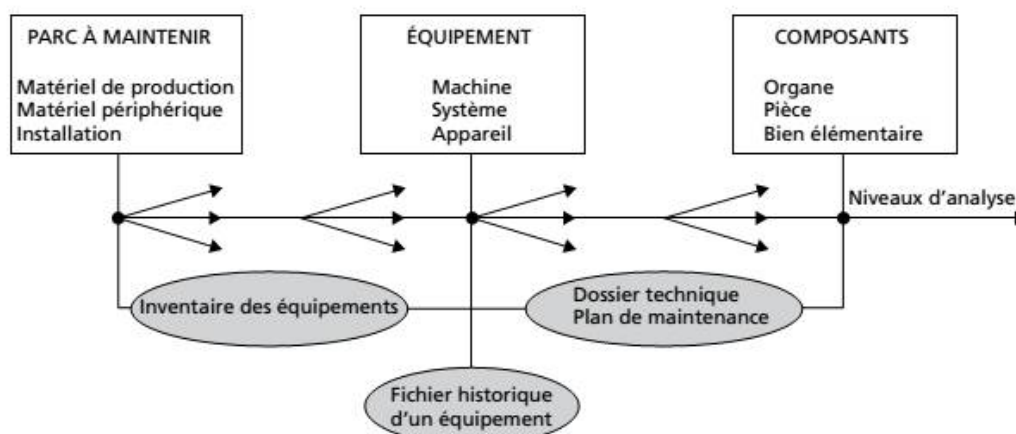 PARC À MAINTENIR
Matériel de production
Matériel périphérique
Installation
ÉQUIPEMENT
Machine
Système
Appareil
COMPOSANTS
Organe
Pièce
Bien élémentaire
Niveaux d'analyse
Inventaire des équipements
Dossier technique
Plan de maintenance
Fichier historique
d'un équipement